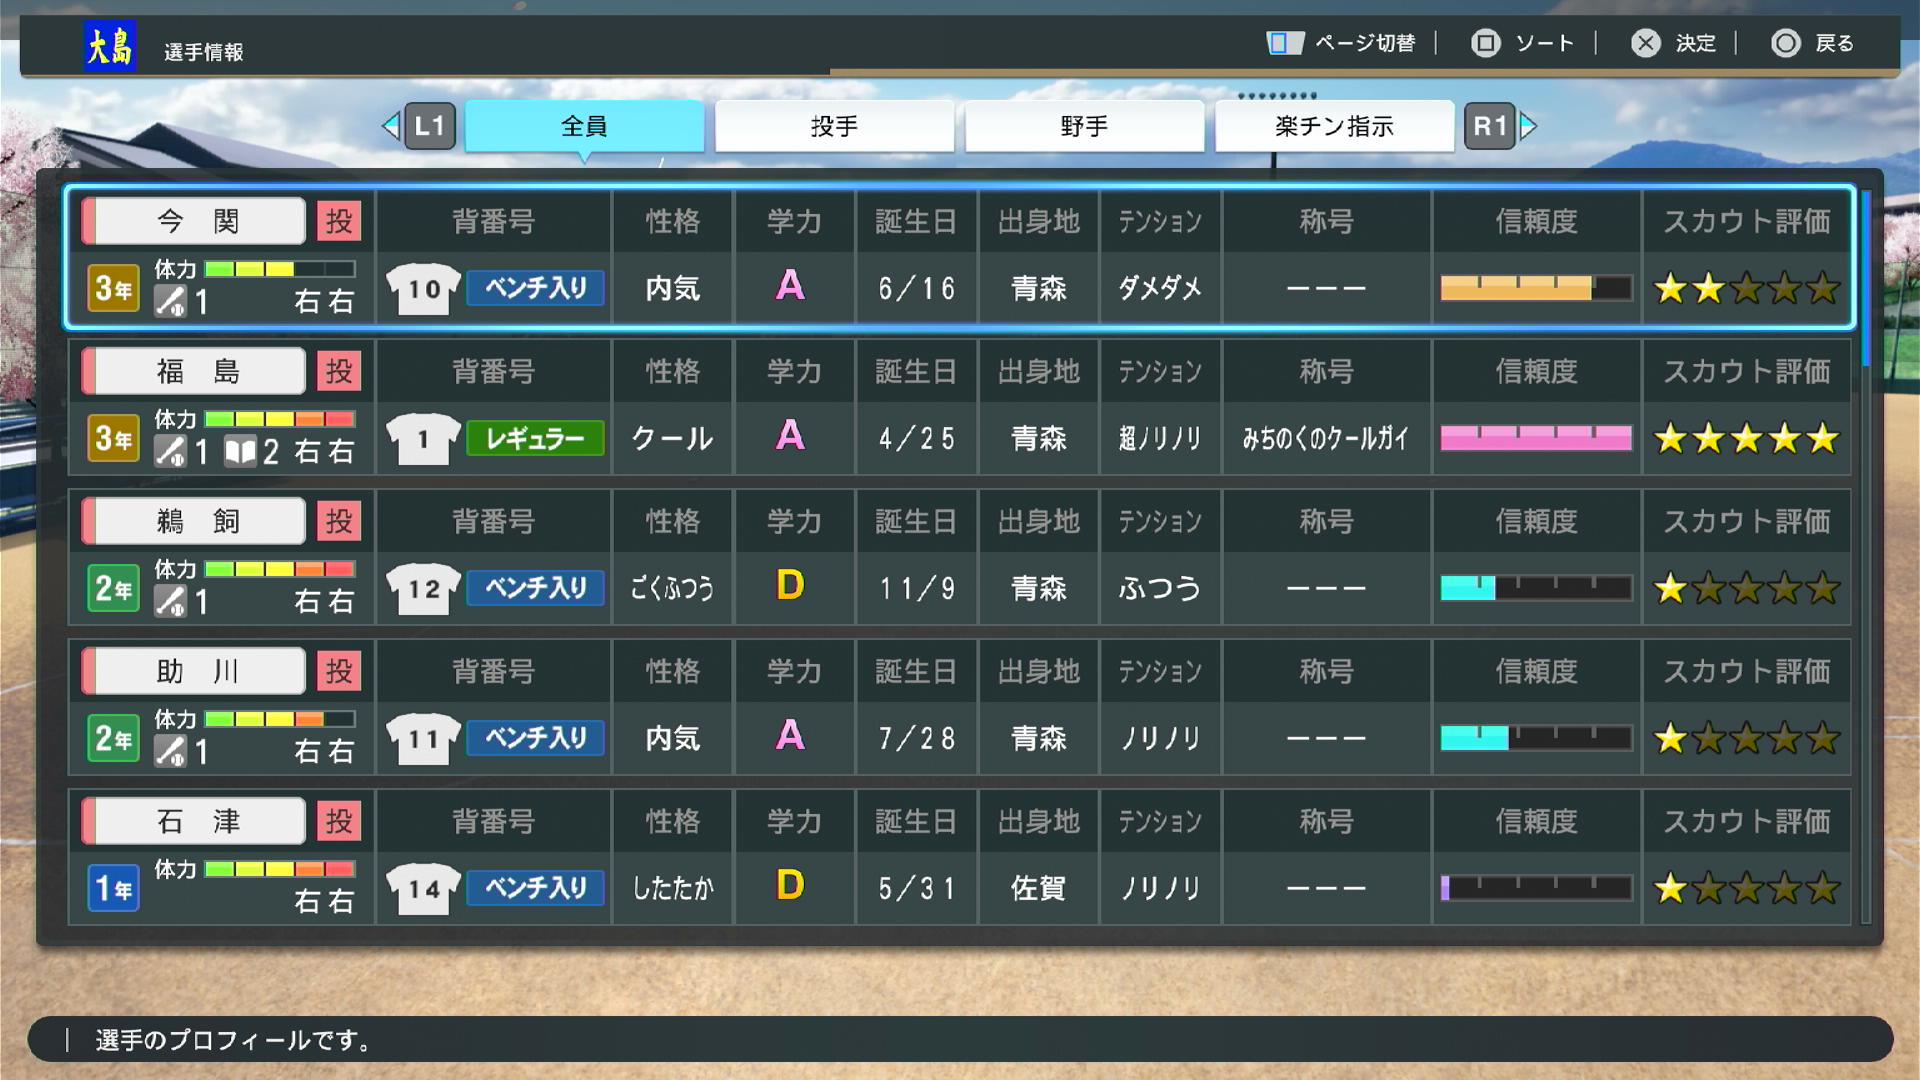 大島 選手情報 ページ切替 ソート 決定 戻る
L1 全員 投手 野手 楽チン指示 R1
今関 投 背番号 性格 学力 誕生日 出身地 テンション 称号 信頼度 スカウト評価
3年 体力 1 右右 10 ベンチ入り 内気 A 6/16 青森 ダメダメ ーーー
福島 投 背番号 性格 学力 誕生日 出身地 テンション 称号 信頼度 スカウト評価
3年 体力 1 2 右右 1 レギュラー クール A 4/25 青森 超ノリノリ みちのくのクールガイ
鵜飼 投 背番号 性格 学力 誕生日 出身地 テンション 称号 信頼度 スカウト評価
2年 体力 1 右右 12 ベンチ入り ごくふつう D 11/9 青森 ふつう ーーー
助川 投 背番号 性格 学力 誕生日 出身地 テンション 称号 信頼度 スカウト評価
2年 体力 1 右右 11 ベンチ入り 内気 A 7/28 青森 ノリノリ ーーー
石津 投 背番号 性格 学力 誕生日 出身地 テンション 称号 信頼度 スカウト評価
1年 体力 右右 14 ベンチ入り したたか D 5/31 佐賀 ノリノリ ーーー
選手のプロフィールです。